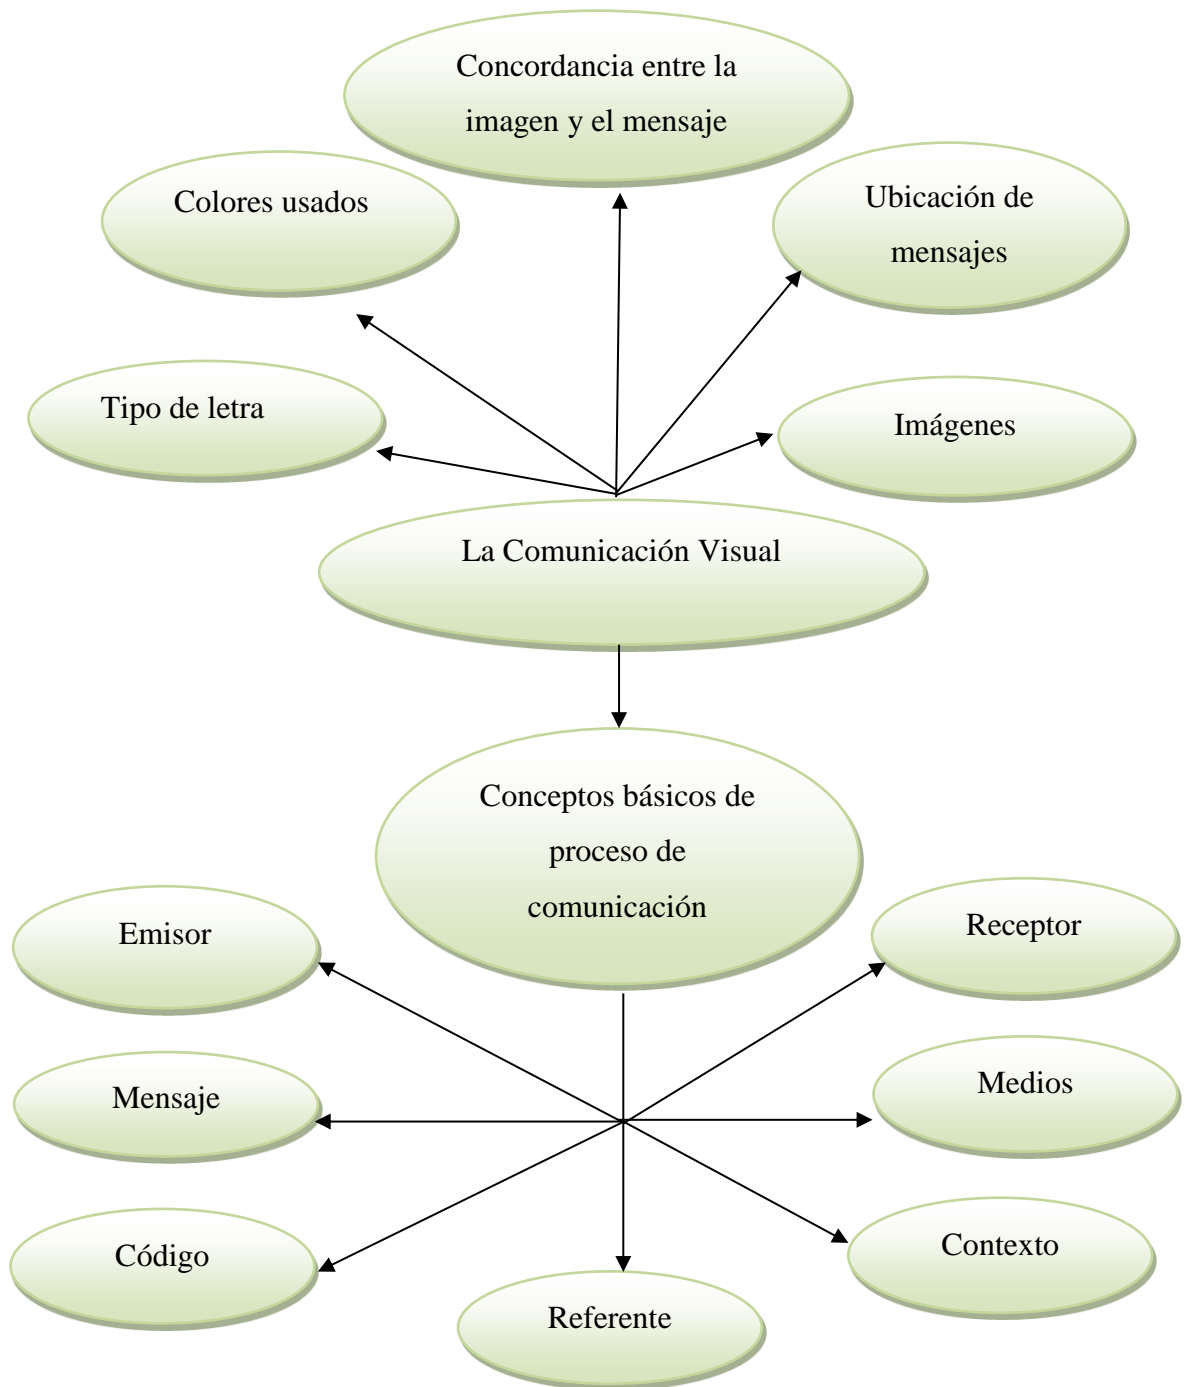 Concordancia entre la
imagen y el mensaje
Colores usados
Ubicación de
mensajes
Tipo de letra
Imágenes
La Comunicación Visual
Conceptos básicos de
proceso de
comunicación
Emisor
Receptor
Mensaje
Medios
Código
Contexto
Referente